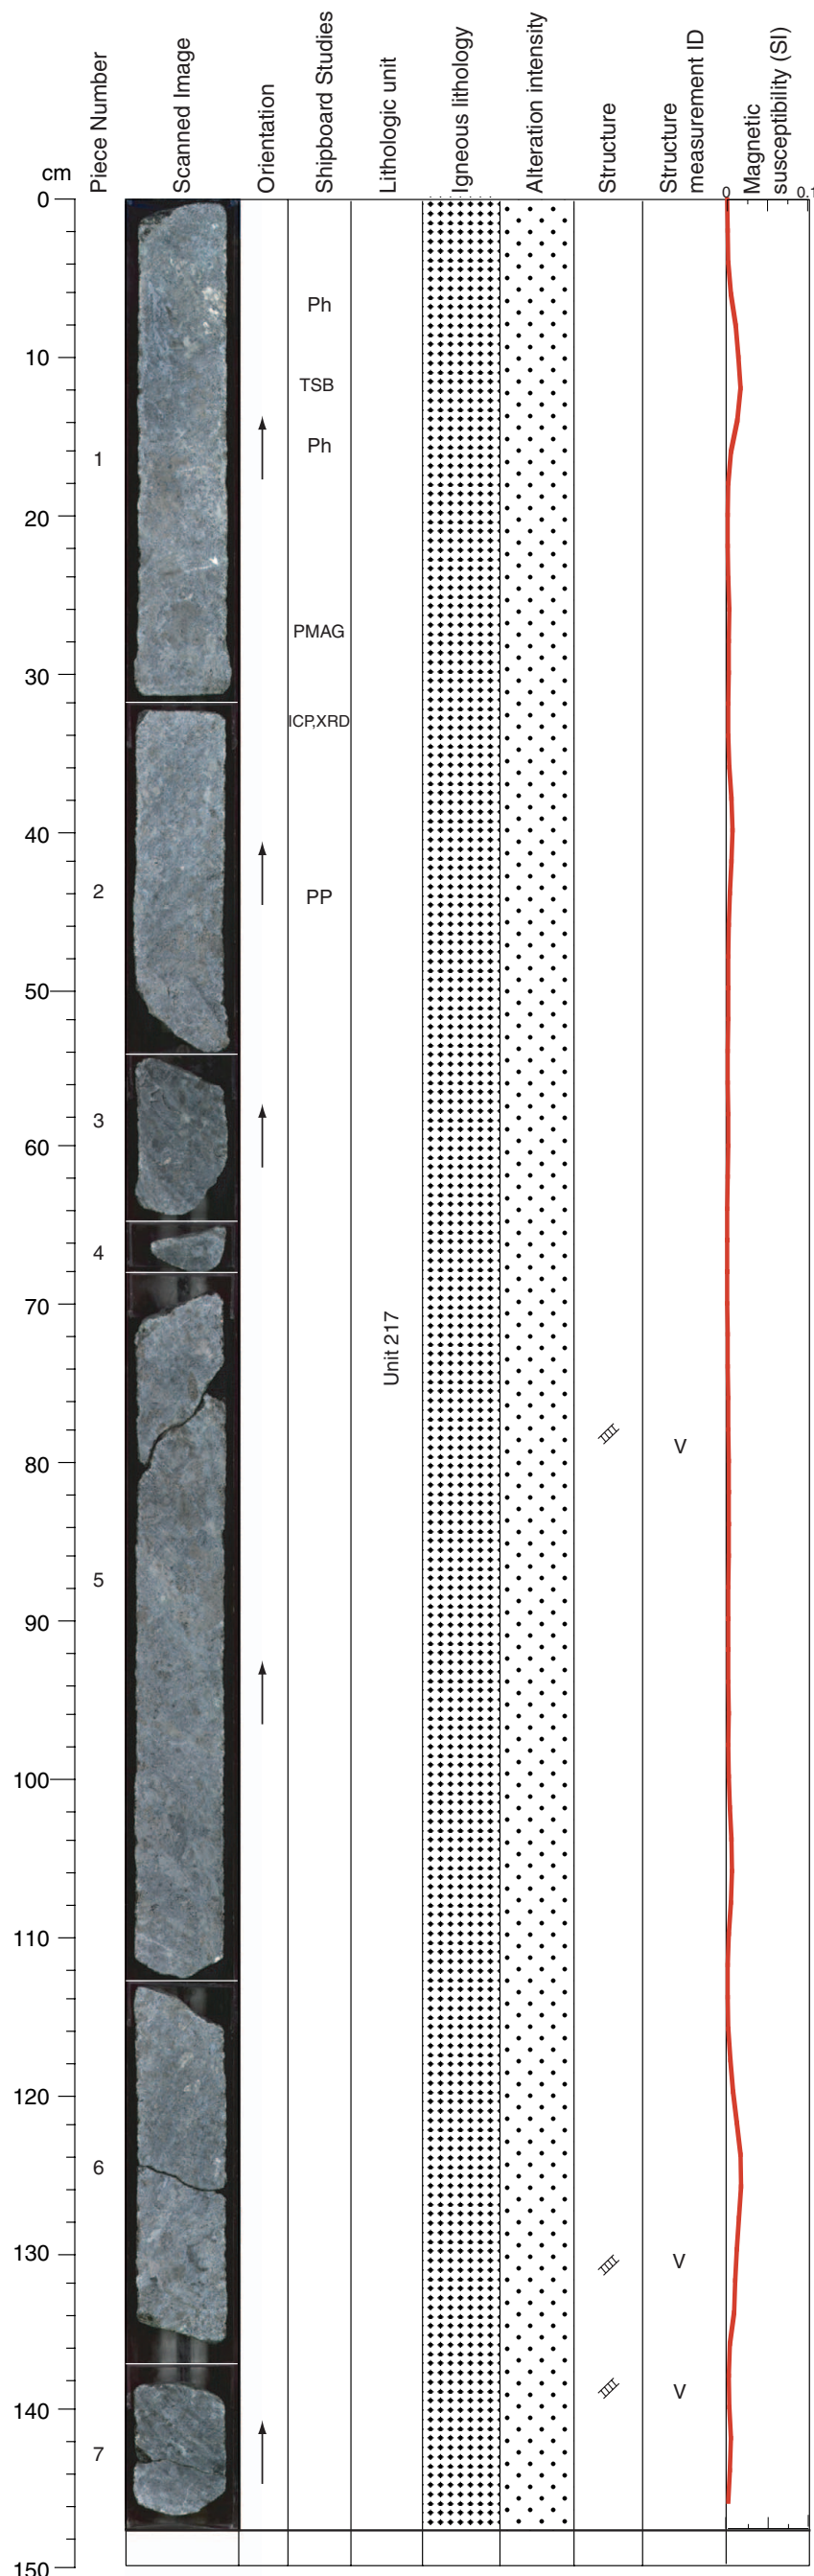 cm
Piece Number
Scanned Image
Orientation
Shipboard Studies
Lithologic unit
Igneous lithology
Alteration intensity
Structure
Structure
measurement ID
Magnetic
susceptibility (SI)
0 0.1
0
Ph
10
TSB
Ph
1
20
PMAG
30
ICP,XRD
40
2
PP
50
3
60
4
70
Unit 217
V
80
5
90
100
110
120
6
130
V
V
140
7
150